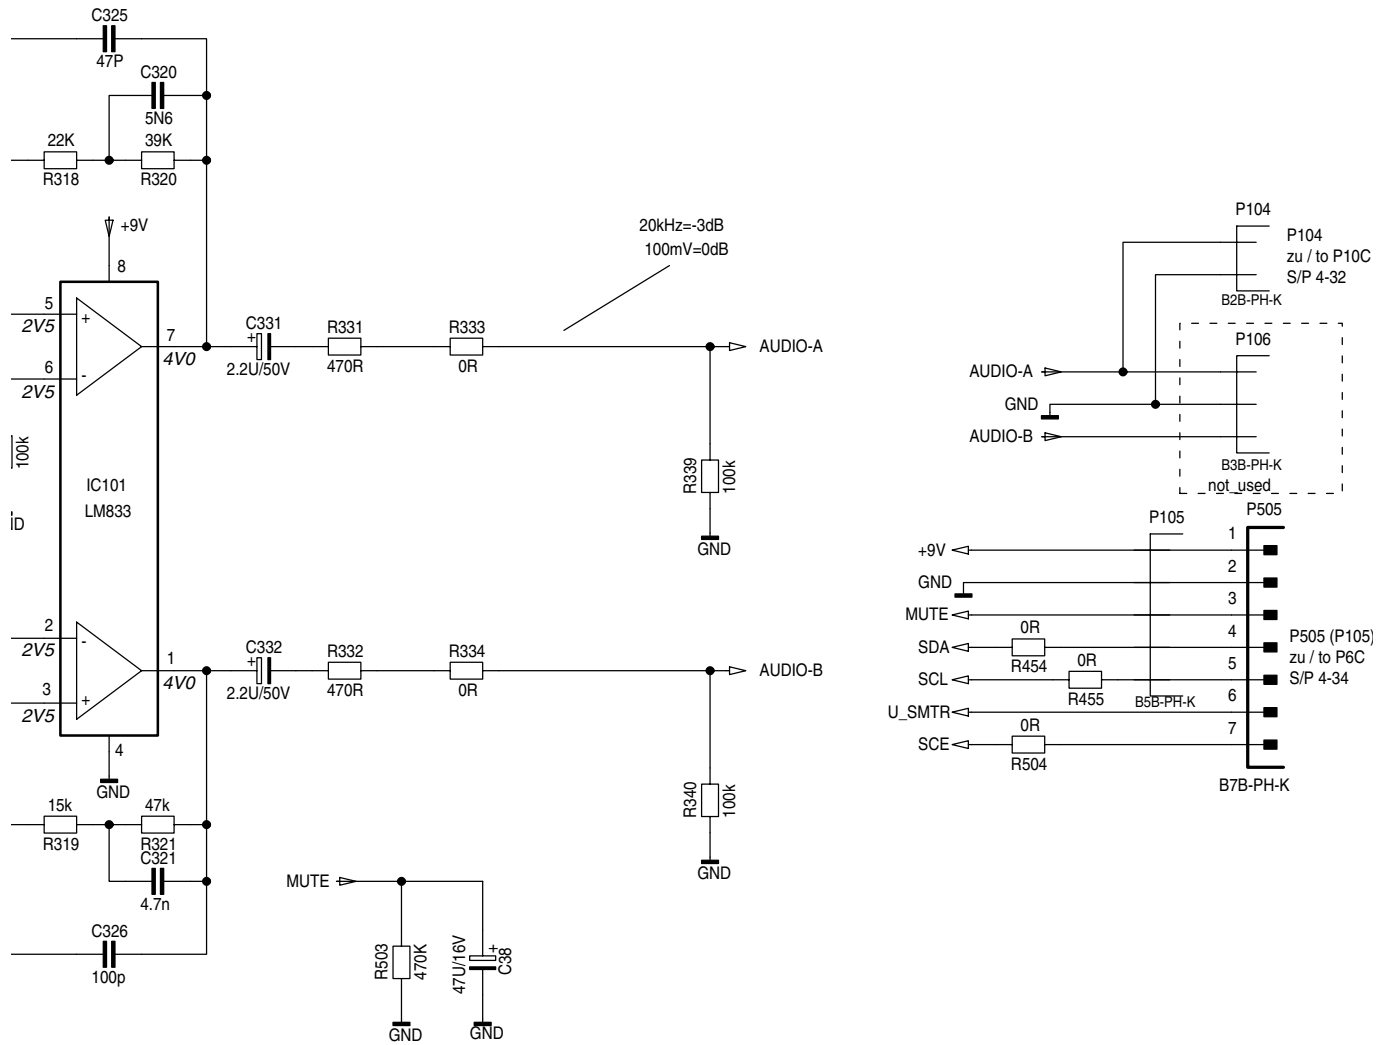 C325
47P
C320
5N6
22K
R318
39K
R320
+9V
8
5
2V5
6
2V5
+
-
7
4V0
100k
IC101
LM833
2
2V5
3
2V5
-
+
1
4V0
4
GND
C331
+
2.2U/50V
R331
470R
R333
0R
20kHz=-3dB
100mV=0dB
AUDIO-A
R339
100k
GND
C332
+
2.2U/50V
R332
470R
R334
0R
AUDIO-B
R340
100k
GND
15k
R319
47k
R321
C321
4.7n
C326
100p
MUTE
R503
470K
GND
47U/16V
+
C38
GND
P104
P104
zu / to P10C
S/P 4-32
B2B-PH-K
P106
AUDIO-A
GND
AUDIO-B
B3B-PH-K
not_used
P105
P505
+9V
1
GND
2
MUTE
3
SDA
0R
R454
4
SCL
0R
R455
5
U_SMTR
6
SCE
0R
R504
7
B5B-PH-K
P505 (P105)
zu / to P6C
S/P 4-34
B7B-PH-K